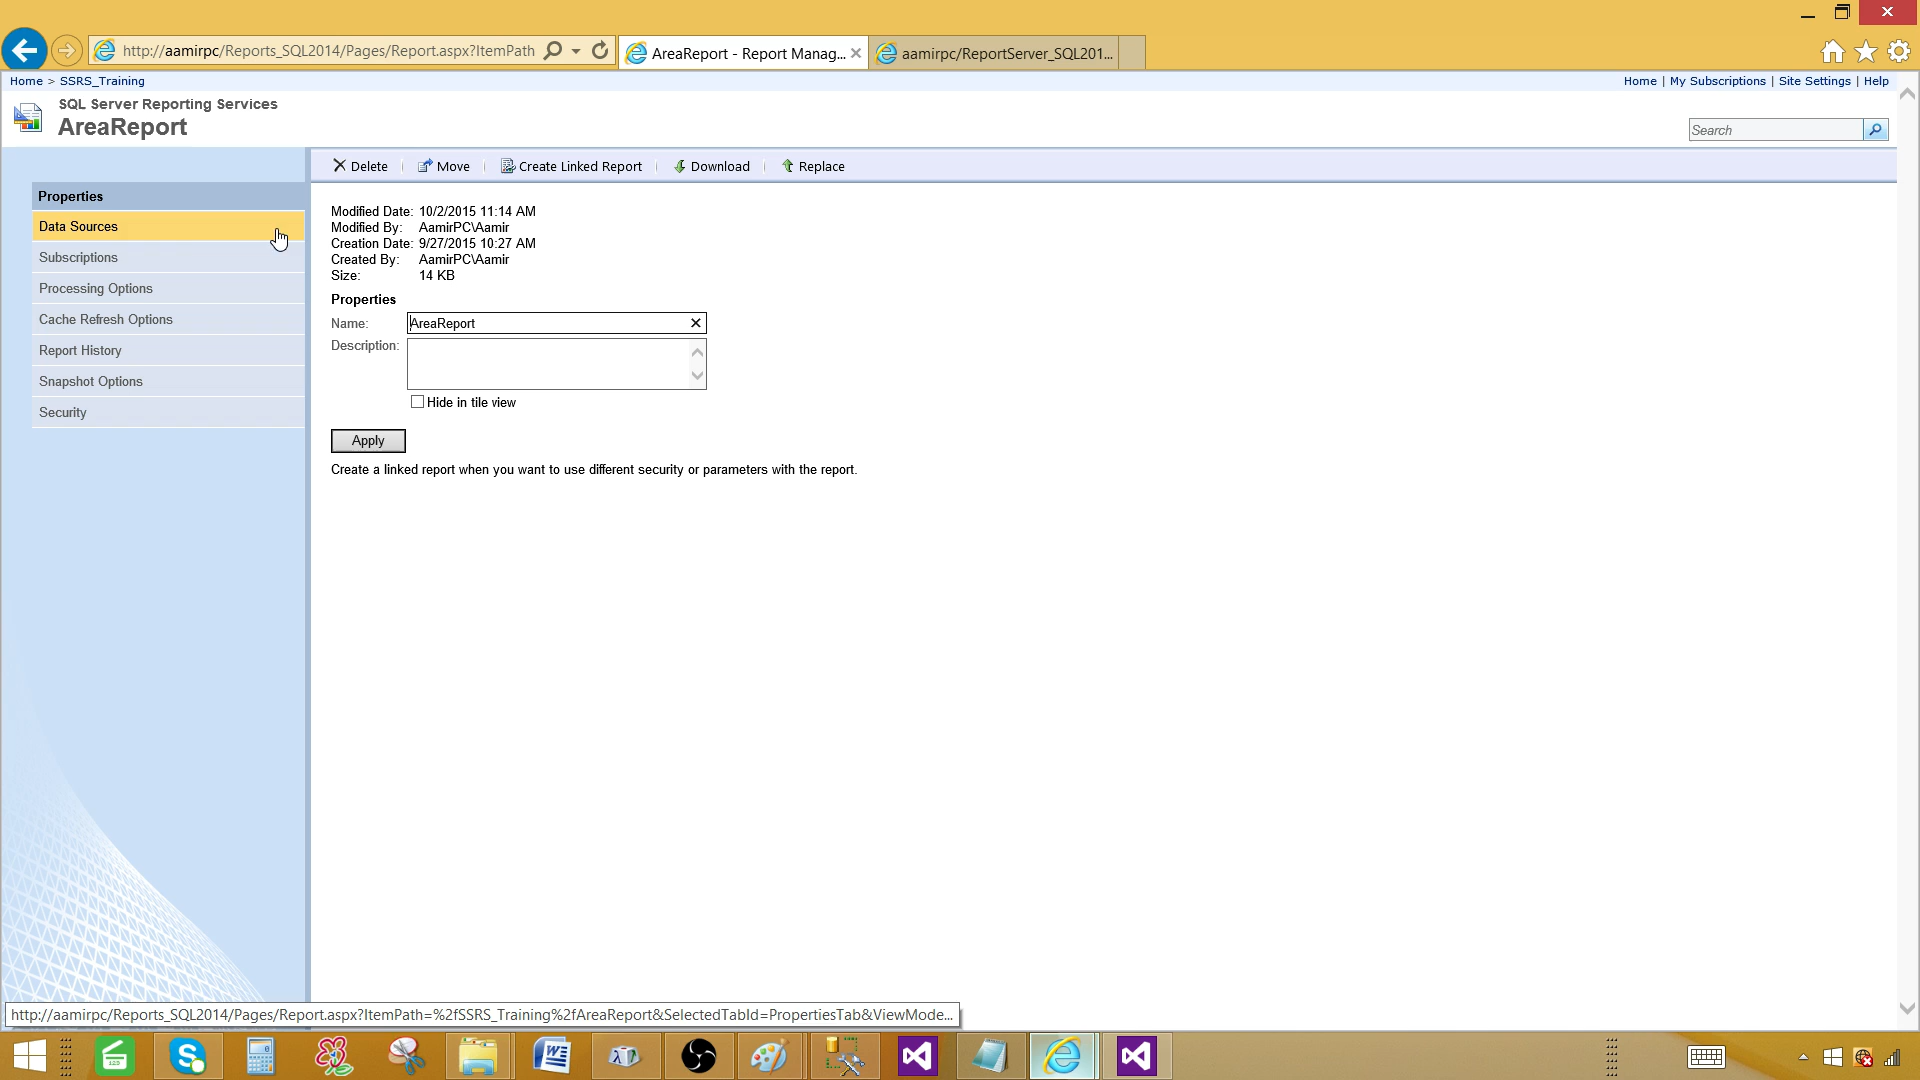 http://aamirpc/Reports_SQL2014/Pages/Report.aspx?ItemPath
AreaReport - Report Manag...
aamirpc/ReportServer_SQL201...
Home > SSRS_Training
Home | My Subscriptions | Site Settings | Help
SQL Server Reporting Services
AreaReport
Search
Delete
Move
Create Linked Report
Download
Replace
Properties
Data Sources
Subscriptions
Processing Options
Cache Refresh Options
Report History
Snapshot Options
Security
Modified Date: 10/2/2015 11:14 AM
Modified By: AamirPC\Aamir
Creation Date: 9/27/2015 10:27 AM
Created By: AamirPC\Aamir
Size: 14 KB
Properties
Name: AreaReport
Description:
Hide in tile view
Apply
Create a linked report when you want to use different security or parameters with the report.
http://aamirpc/Reports_SQL2014/Pages/Report.aspx?ItemPath=%2fSSRS_Training%2fAreaReport&SelectedTabId=PropertiesTab&ViewMode...